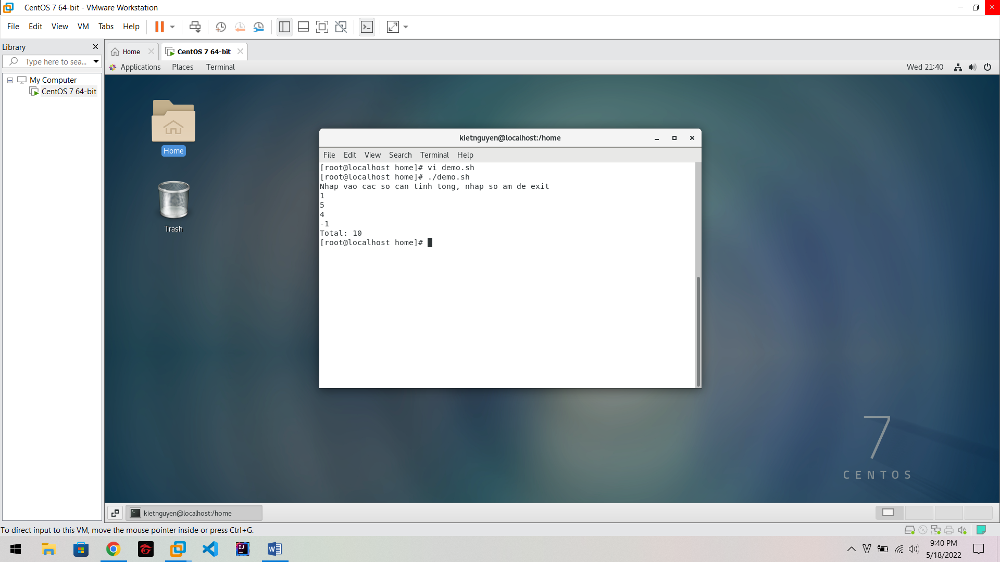 CentOS 7 64-bit - VMware Workstation
File Edit View VM Tabs Help
Library
Type here to sea...
My Computer
CentOS 7 64-bit
Home
CentOS 7 64-bit
Applications Places Terminal
Wed 21:40
Home
Trash
kietnguyen@localhost:/home
File Edit View Search Terminal Help
[root@localhost home]# vi demo.sh
[root@localhost home]# ./demo.sh
Nhap vao cac so can tinh tong, nhap so am de exit
1
5
4
-1
Total: 10
[root@localhost home]#
7
CENTOS
kietnguyen@localhost:/home
To direct input to this VM, move the mouse pointer inside or press Ctrl+G.
IJ
W
V
9:40 PM
5/18/2022